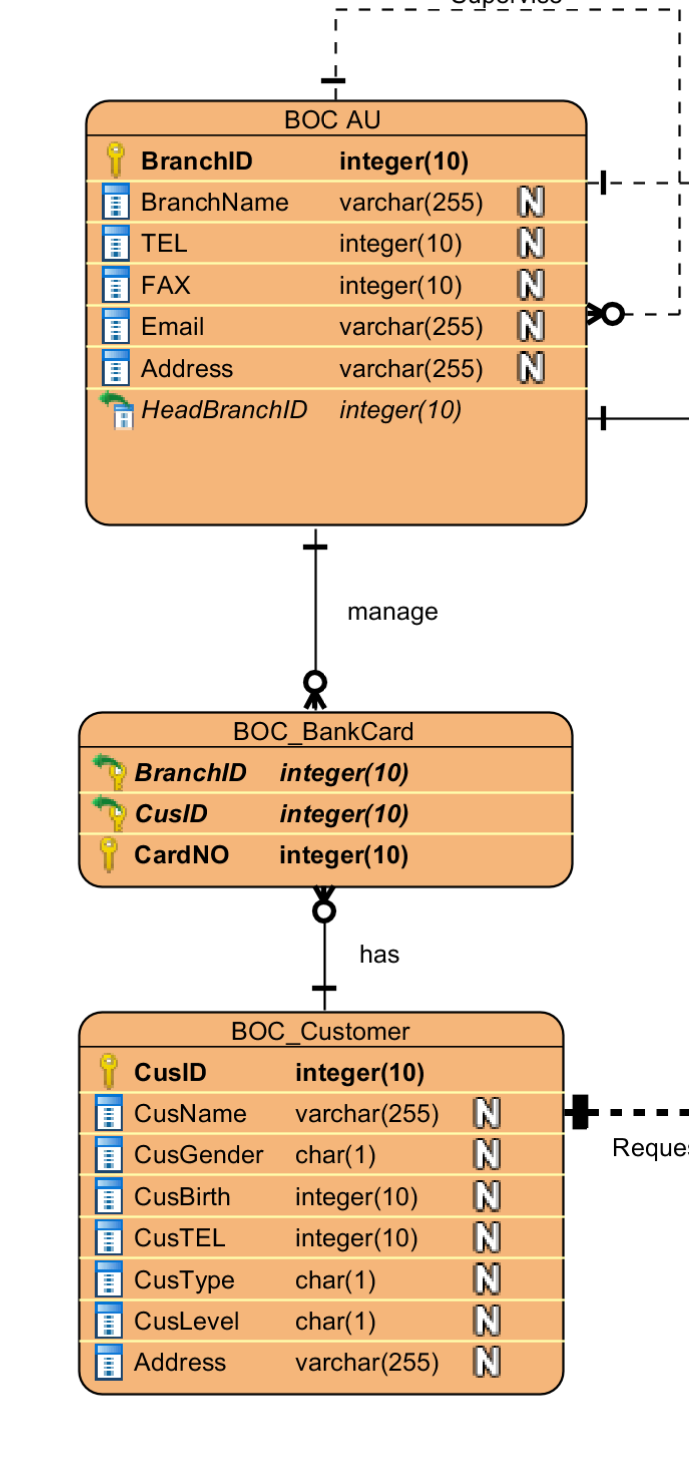 BOC AU
BranchID integer(10)
BranchName varchar(255) N
TEL integer(10) N
FAX integer(10) N
Email varchar(255) N
Address varchar(255) N
HeadBranchID integer(10)
manage
BOC_BankCard
BranchID integer(10)
CusID integer(10)
CardNO integer(10)
has
BOC_Customer
CusID integer(10)
CusName varchar(255) N
CusGender char(1) N
CusBirth integer(10) N
CusTEL integer(10) N
CusType char(1) N
CusLevel char(1) N
Address varchar(255) N